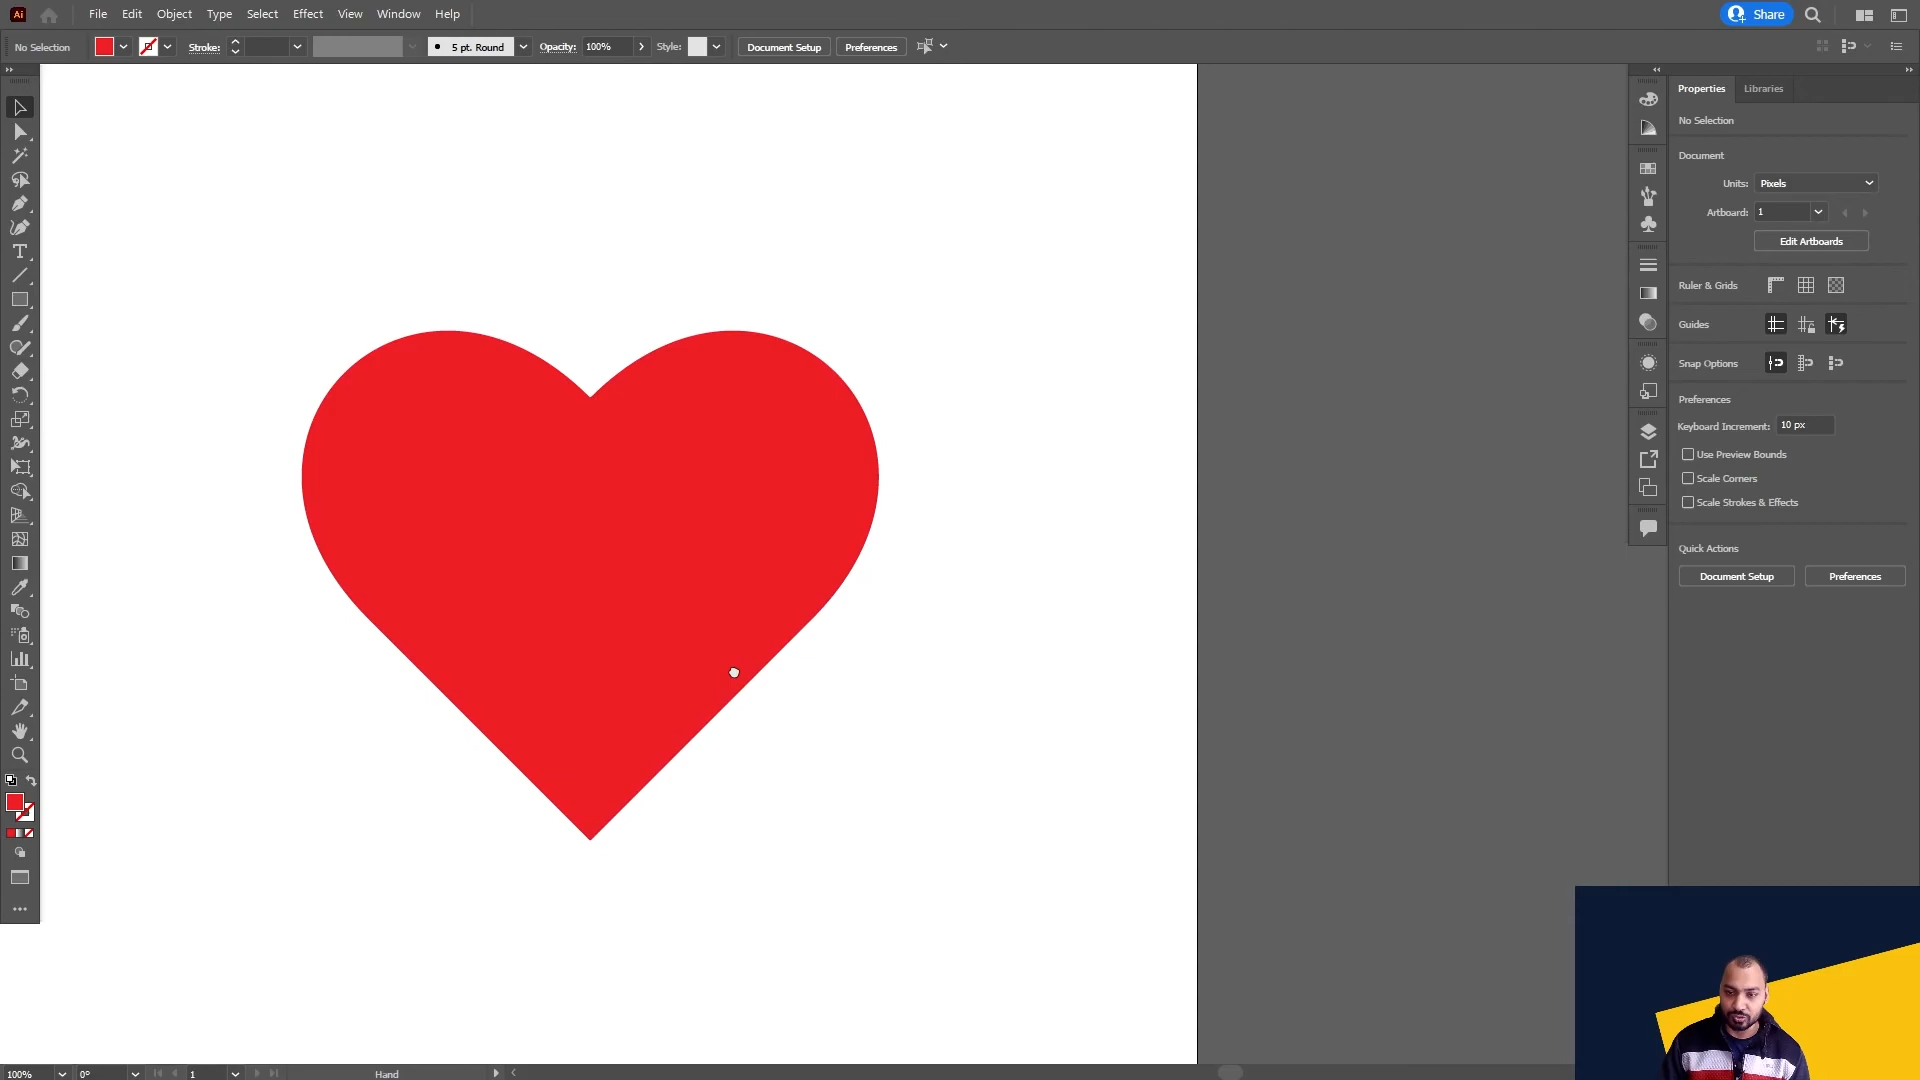 Ai File Edit Object Type Select Effect View Window Help Share
No Selection Stroke: 5 pt. Round Opacity: 100% Style: Document Setup Preferences
Properties Libraries
No Selection
Document
Units: Pixels
Artboard: 1
Edit Artboards
Ruler & Grids
Guides
Snap Options
Preferences
Keyboard Increment: 10 px
Use Preview Bounds
Scale Corners
Scale Strokes & Effects
Quick Actions
Document Setup Preferences
100% 0° 1 Hand